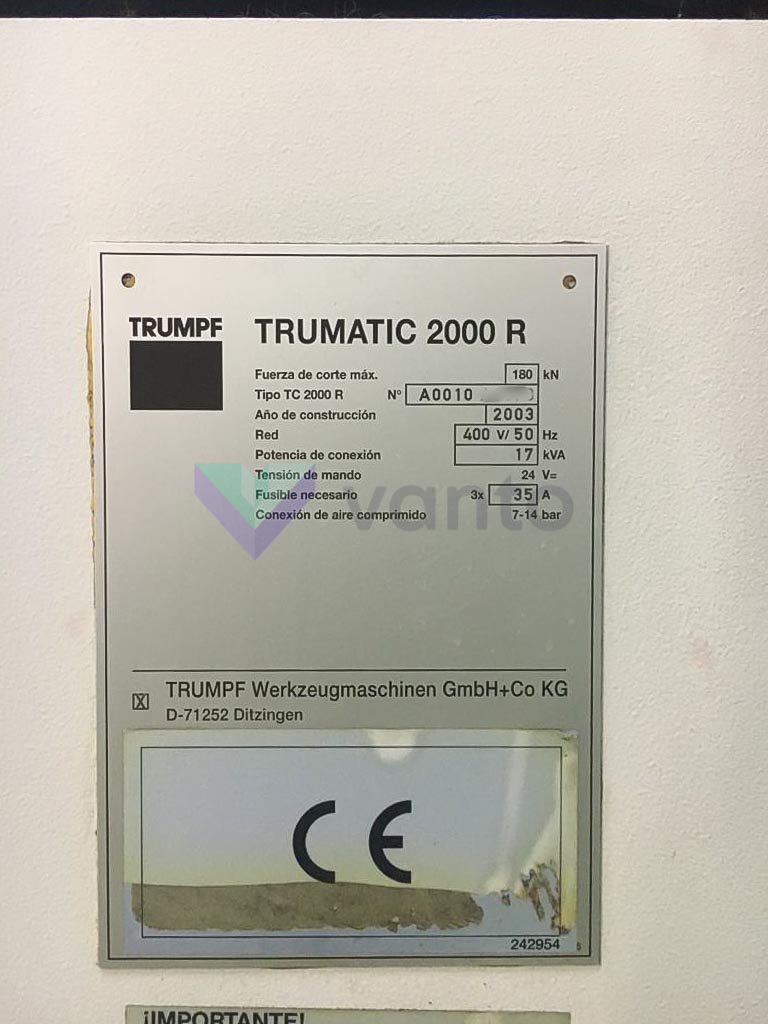 TRUMPF
TRUMATIC 2000 R
Fuerza de corte máx. 180 kN
Tipo TC 2000 R N° A0010
Año de construcción 2003
Red 400 V/ 50 Hz
Potencia de conexión 17 kVA
Tensión de mando 24 V=
Fusible necesario 3x 35 A
Conexión de aire comprimido 7-14 bar
vanto
X TRUMPF Werkzeugmaschinen GmbH+Co KG
D-71252 Ditzingen
CE
242954
¡IMPORTANTE!